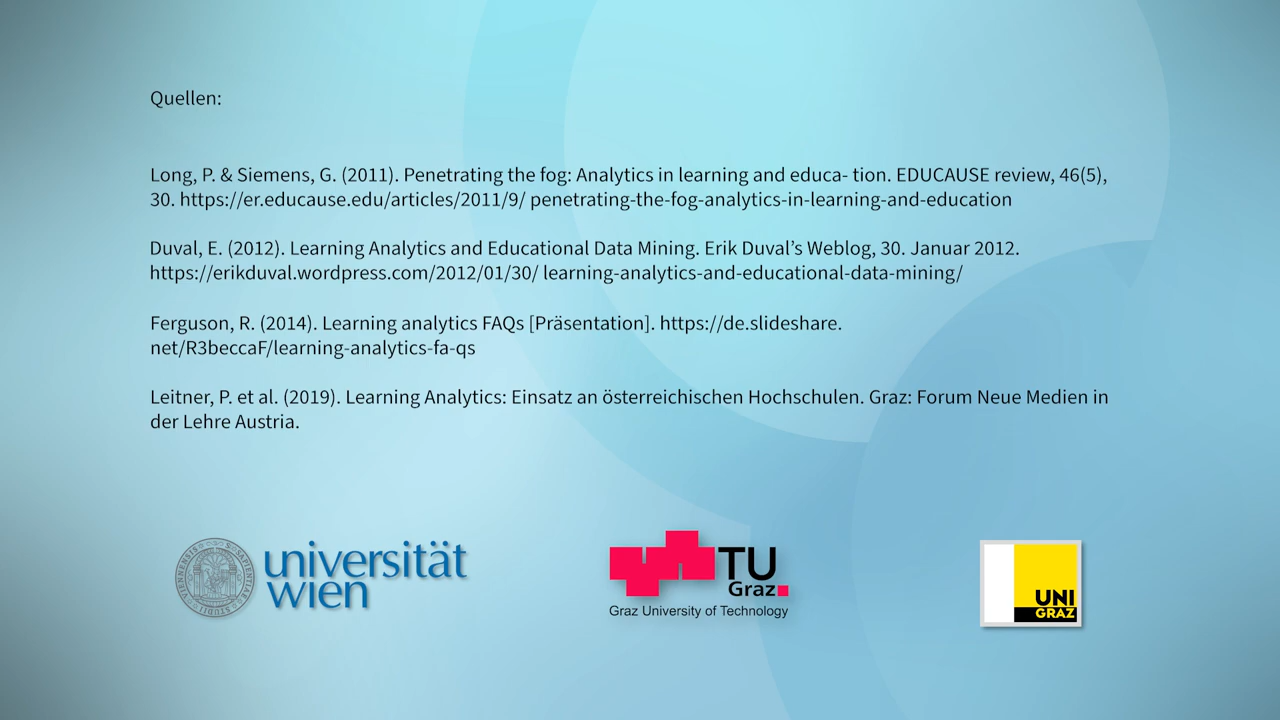 Quellen:
Long, P. & Siemens, G. (2011). Penetrating the fog: Analytics in learning and educa- tion. EDUCAUSE review, 46(5),
30. https://er.educause.edu/articles/2011/9/ penetrating-the-fog-analytics-in-learning-and-education
Duval, E. (2012). Learning Analytics and Educational Data Mining. Erik Duval’s Weblog, 30. Januar 2012.
https://erikduval.wordpress.com/2012/01/30/ learning-analytics-and-educational-data-mining/
Ferguson, R. (2014). Learning analytics FAQs [Präsentation]. https://de.slideshare.
net/R3beccaF/learning-analytics-fa-qs
Leitner, P. et al. (2019). Learning Analytics: Einsatz an österreichischen Hochschulen. Graz: Forum Neue Medien in
der Lehre Austria.
universität
wien
TU
Graz
Graz University of Technology
UNI
GRAZ